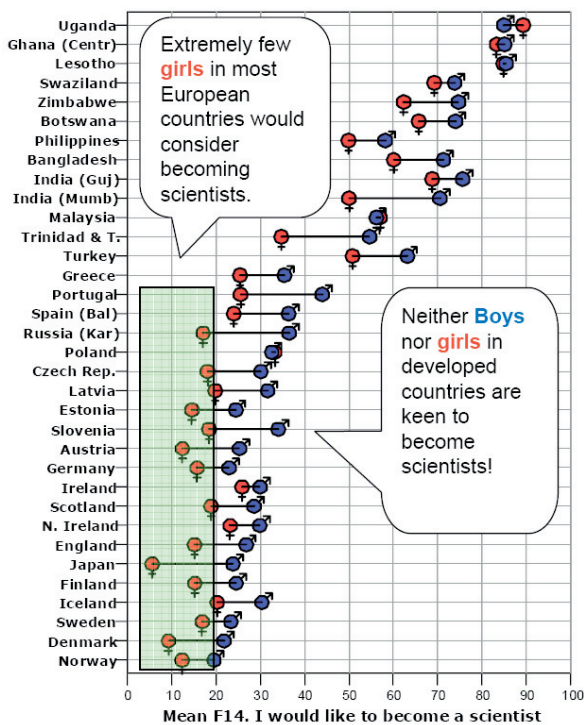 Uganda
Ghana (Centr)
Lesotho
Swaziland
Zimbabwe
Botswana
Philippines
Bangladesh
India (Guj)
India (Mumb)
Malaysia
Trinidad & T.
Turkey
Greece
Portugal
Spain (Bal)
Russia (Kar)
Poland
Czech Rep.
Latvia
Estonia
Slovenia
Austria
Germany
Ireland
Scotland
N. Ireland
England
Japan
Finland
Iceland
Sweden
Denmark
Norway
Extremely few
girls in most
European
countries would
consider
becoming
scientists.
Neither Boys
nor girls in
developed
countries are
keen to
become
scientists!
0 10 20 30 40 50 60 70 80 90 100
Mean F14. I would like to become a scientist